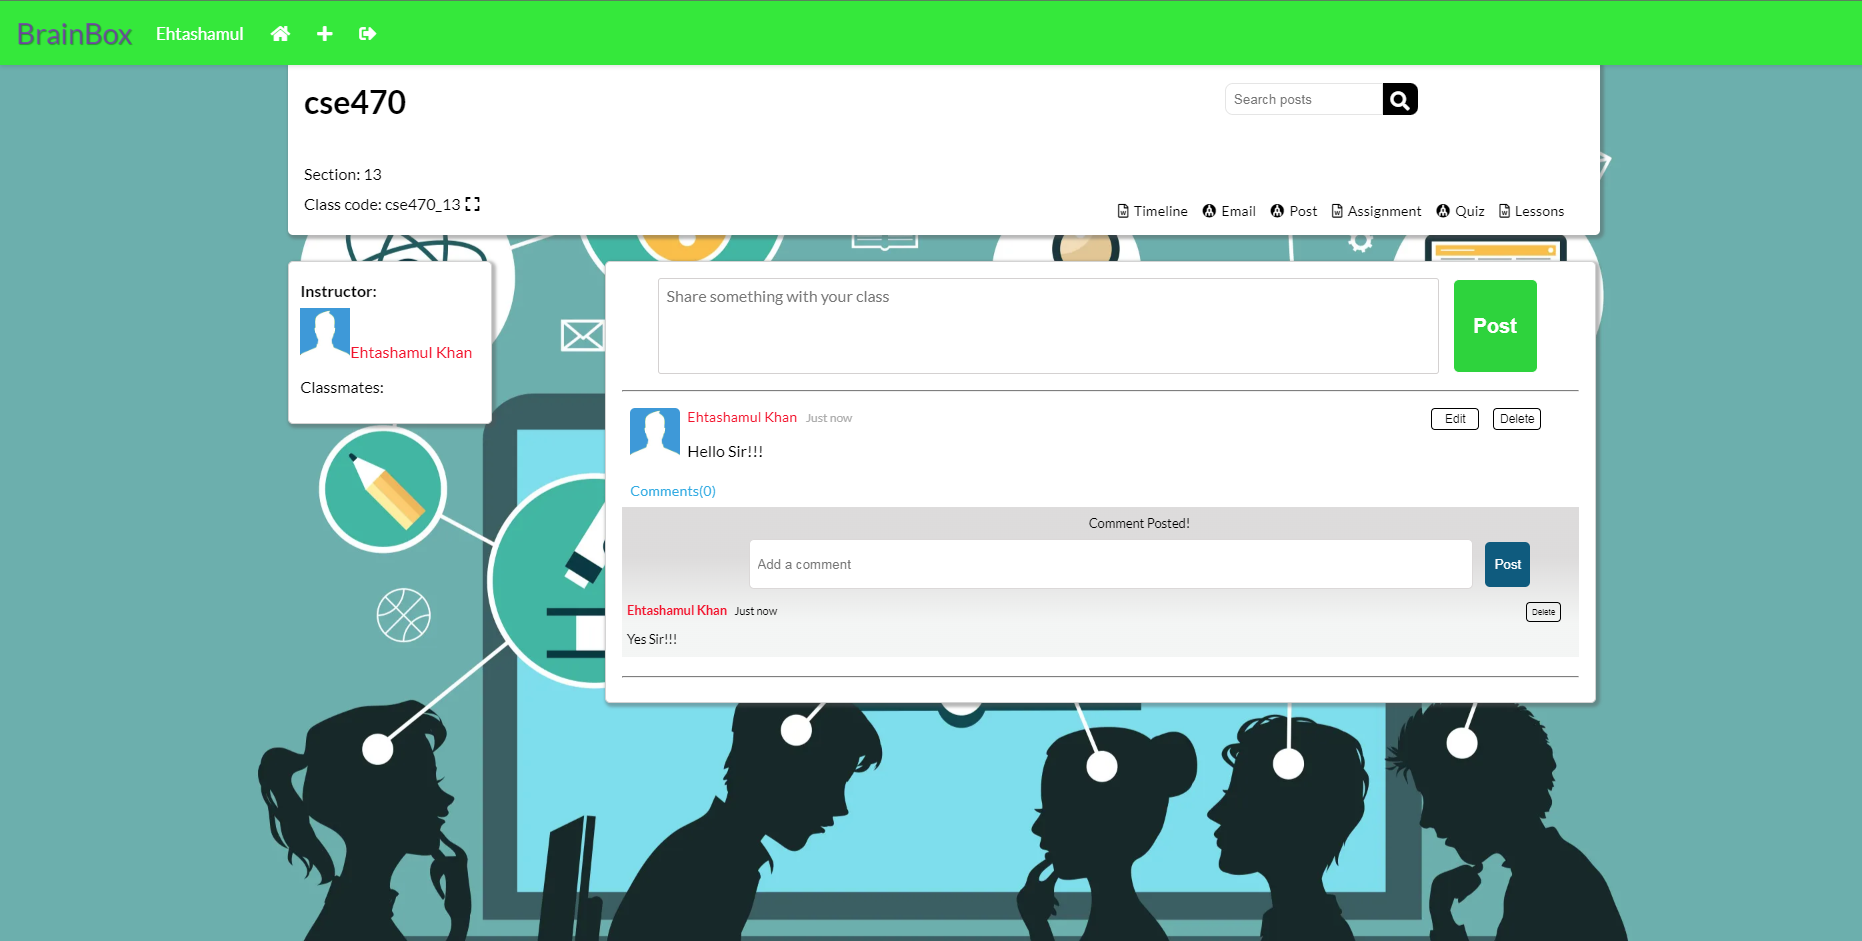 BrainBox Ehtashamul
cse470
Search posts
Section: 13
Class code: cse470_13
Timeline Email Post Assignment Quiz Lessons
Instructor:
Ehtashamul Khan
Classmates:
Share something with your class
Post
Ehtashamul Khan Just now
Edit Delete
Hello Sir!!!
Comments(0)
Comment Posted!
Add a comment
Post
Ehtashamul Khan Just now
Delete
Yes Sir!!!